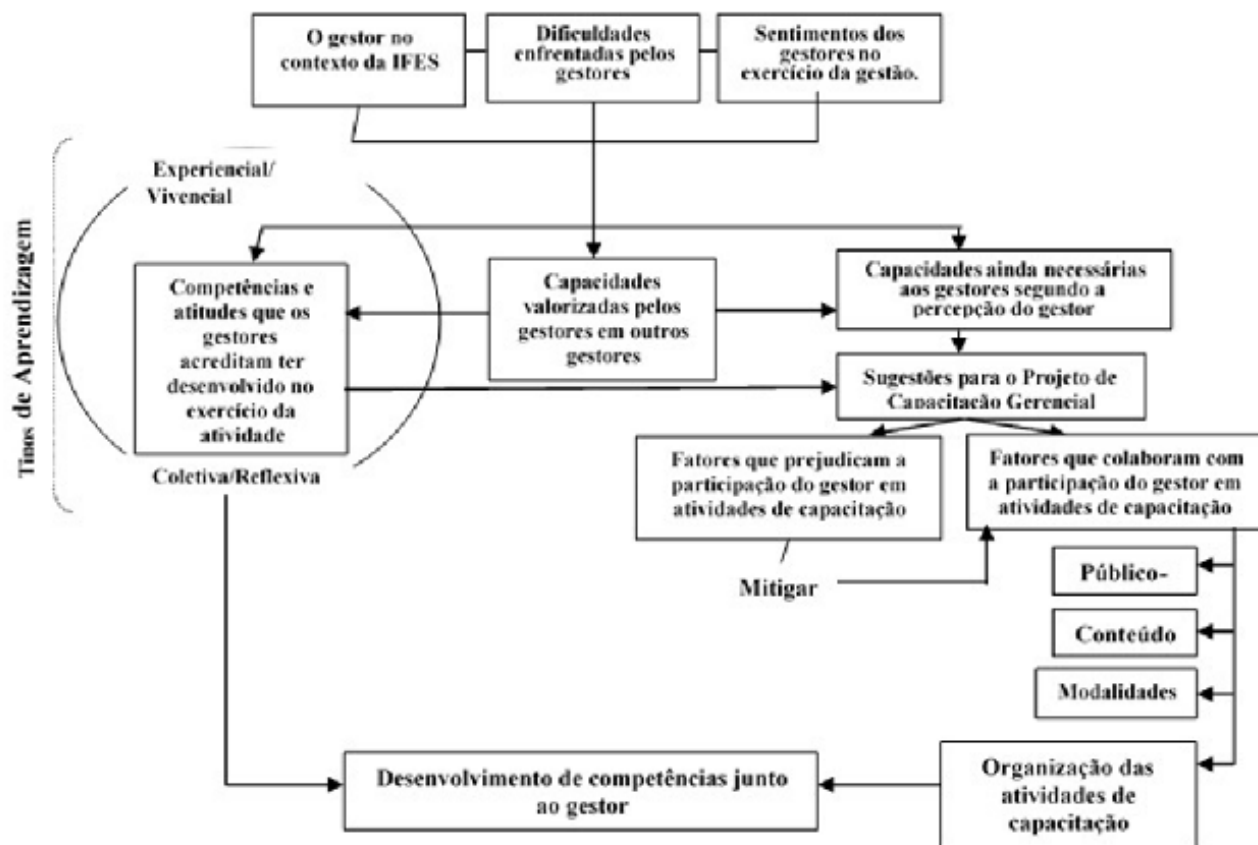 O gestor no
contexto da IFES
Dificuldades
enfrentadas pelos
gestores
Sentimentos dos
gestores no
exercício da gestão.
Tinos de Aprendizagem
Experiencial/
Vivencial
Competências e
atitudes que os
gestores
acreditam ter
desenvolvido no
exercício da
atividade
Coletiva/Reflexiva
Capacidades
valorizadas pelos
gestores em outros
gestores
Capacidades ainda necessárias
aos gestores segundo a
percepção do gestor
Sugestões para o Projeto de
Capacitação Gerencial
Fatores que prejudicam a
participação do gestor em
atividades de capacitação
Fatores que colaboram com
a participação do gestor em
atividades de capacitação
Mitigar
Público-
Conteúdo
Modalidades
Organização das
atividades de
capacitação
Desenvolvimento de competências junto
ao gestor